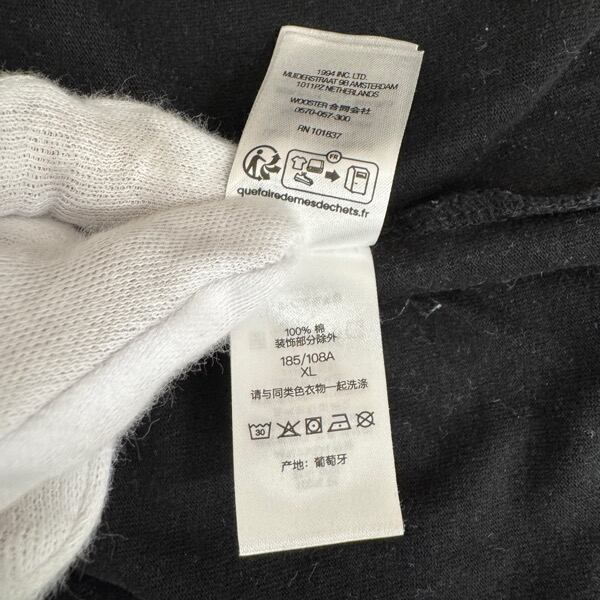 1994 INC. LTD.
MUIDERSTRAAT 9B AMSTERDAM
1011PZ NETHERLANDS
WOOSTER 合同会社
0570-057-300
RN 101837
FR
quefairedemesdechets.fr
100% 棉
装饰部分除外
185/108A
XL
请与同类色衣物一起洗涤
30
产地: 葡萄牙